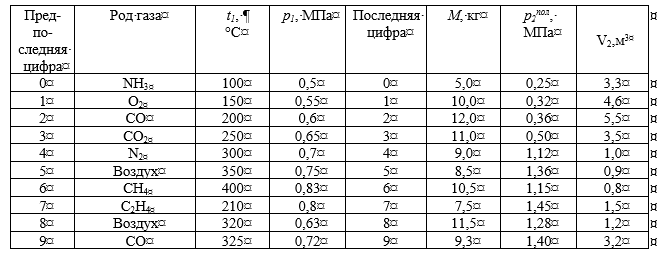 Пред-по-следняя·цифра¤ Род·газа¤ t₁,·¶ °С¤ p₁,·МПа¤ Последняя·цифра¤ М,·кг¤ p₂ᵖᵒˡ,·МПа¤ V₂,м³¤ ¤
0¤ NH₃¤ 100¤ 0,5¤ 0¤ 5,0¤ 0,25¤ 3,3¤ ¤
1¤ O₂¤ 150¤ 0,55¤ 1¤ 10,0¤ 0,32¤ 4,6¤ ¤
2¤ CO¤ 200¤ 0,6¤ 2¤ 12,0¤ 0,36¤ 5,5¤ ¤
3¤ CO₂¤ 250¤ 0,65¤ 3¤ 11,0¤ 0,50¤ 3,5¤ ¤
4¤ N₂¤ 300¤ 0,7¤ 4¤ 9,0¤ 1,12¤ 1,0¤ ¤
5¤ Воздух¤ 350¤ 0,75¤ 5¤ 8,5¤ 1,36¤ 0,9¤ ¤
6¤ CH₄¤ 400¤ 0,83¤ 6¤ 10,5¤ 1,15¤ 0,8¤ ¤
7¤ C₂H₄¤ 210¤ 0,8¤ 7¤ 7,5¤ 1,45¤ 1,5¤ ¤
8¤ Воздух¤ 320¤ 0,63¤ 8¤ 11,5¤ 1,28¤ 1,2¤ ¤
9¤ CO¤ 325¤ 0,72¤ 9¤ 9,3¤ 1,40¤ 3,2¤ ¤